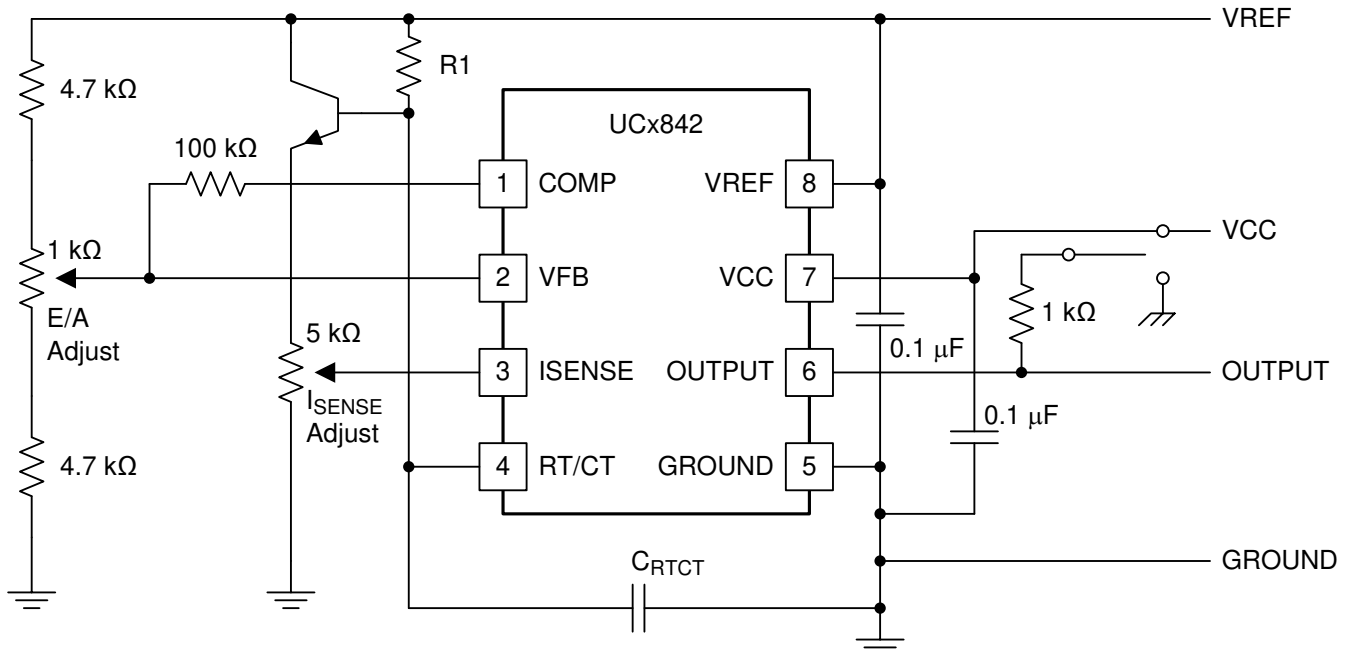 VREF
4.7 kΩ
R1
UCx842
100 kΩ
1 COMP
VREF 8
1 kΩ
E/A
Adjust
2 VFB
VCC 7
VCC
1 kΩ
0.1 μF
5 kΩ
ISENSE
Adjust
3 ISENSE
OUTPUT 6
OUTPUT
0.1 μF
4.7 kΩ
4 RT/CT
GROUND 5
CRTCT
GROUND